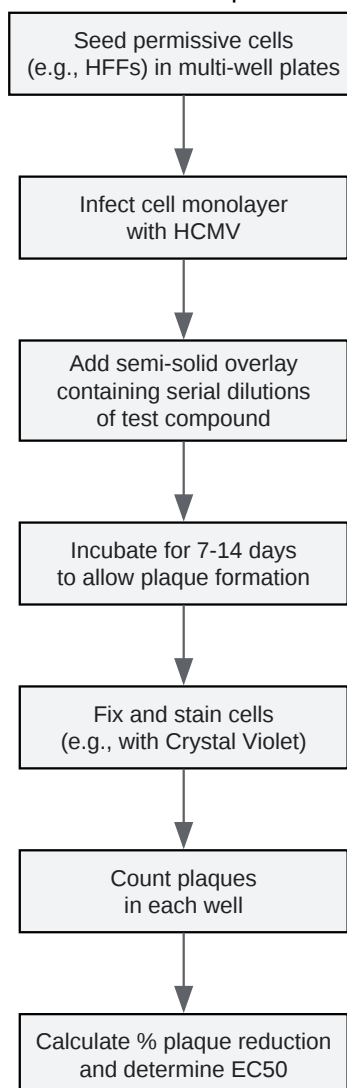 Seed permissive cells
(e.g., HFFs) in multi-well plates
Infect cell monolayer
with HCMV
Add semi-solid overlay
containing serial dilutions
of test compound
Incubate for 7-14 days
to allow plaque formation
Fix and stain cells
(e.g., with Crystal Violet)
Count plaques
in each well
Calculate % plaque reduction
and determine EC50